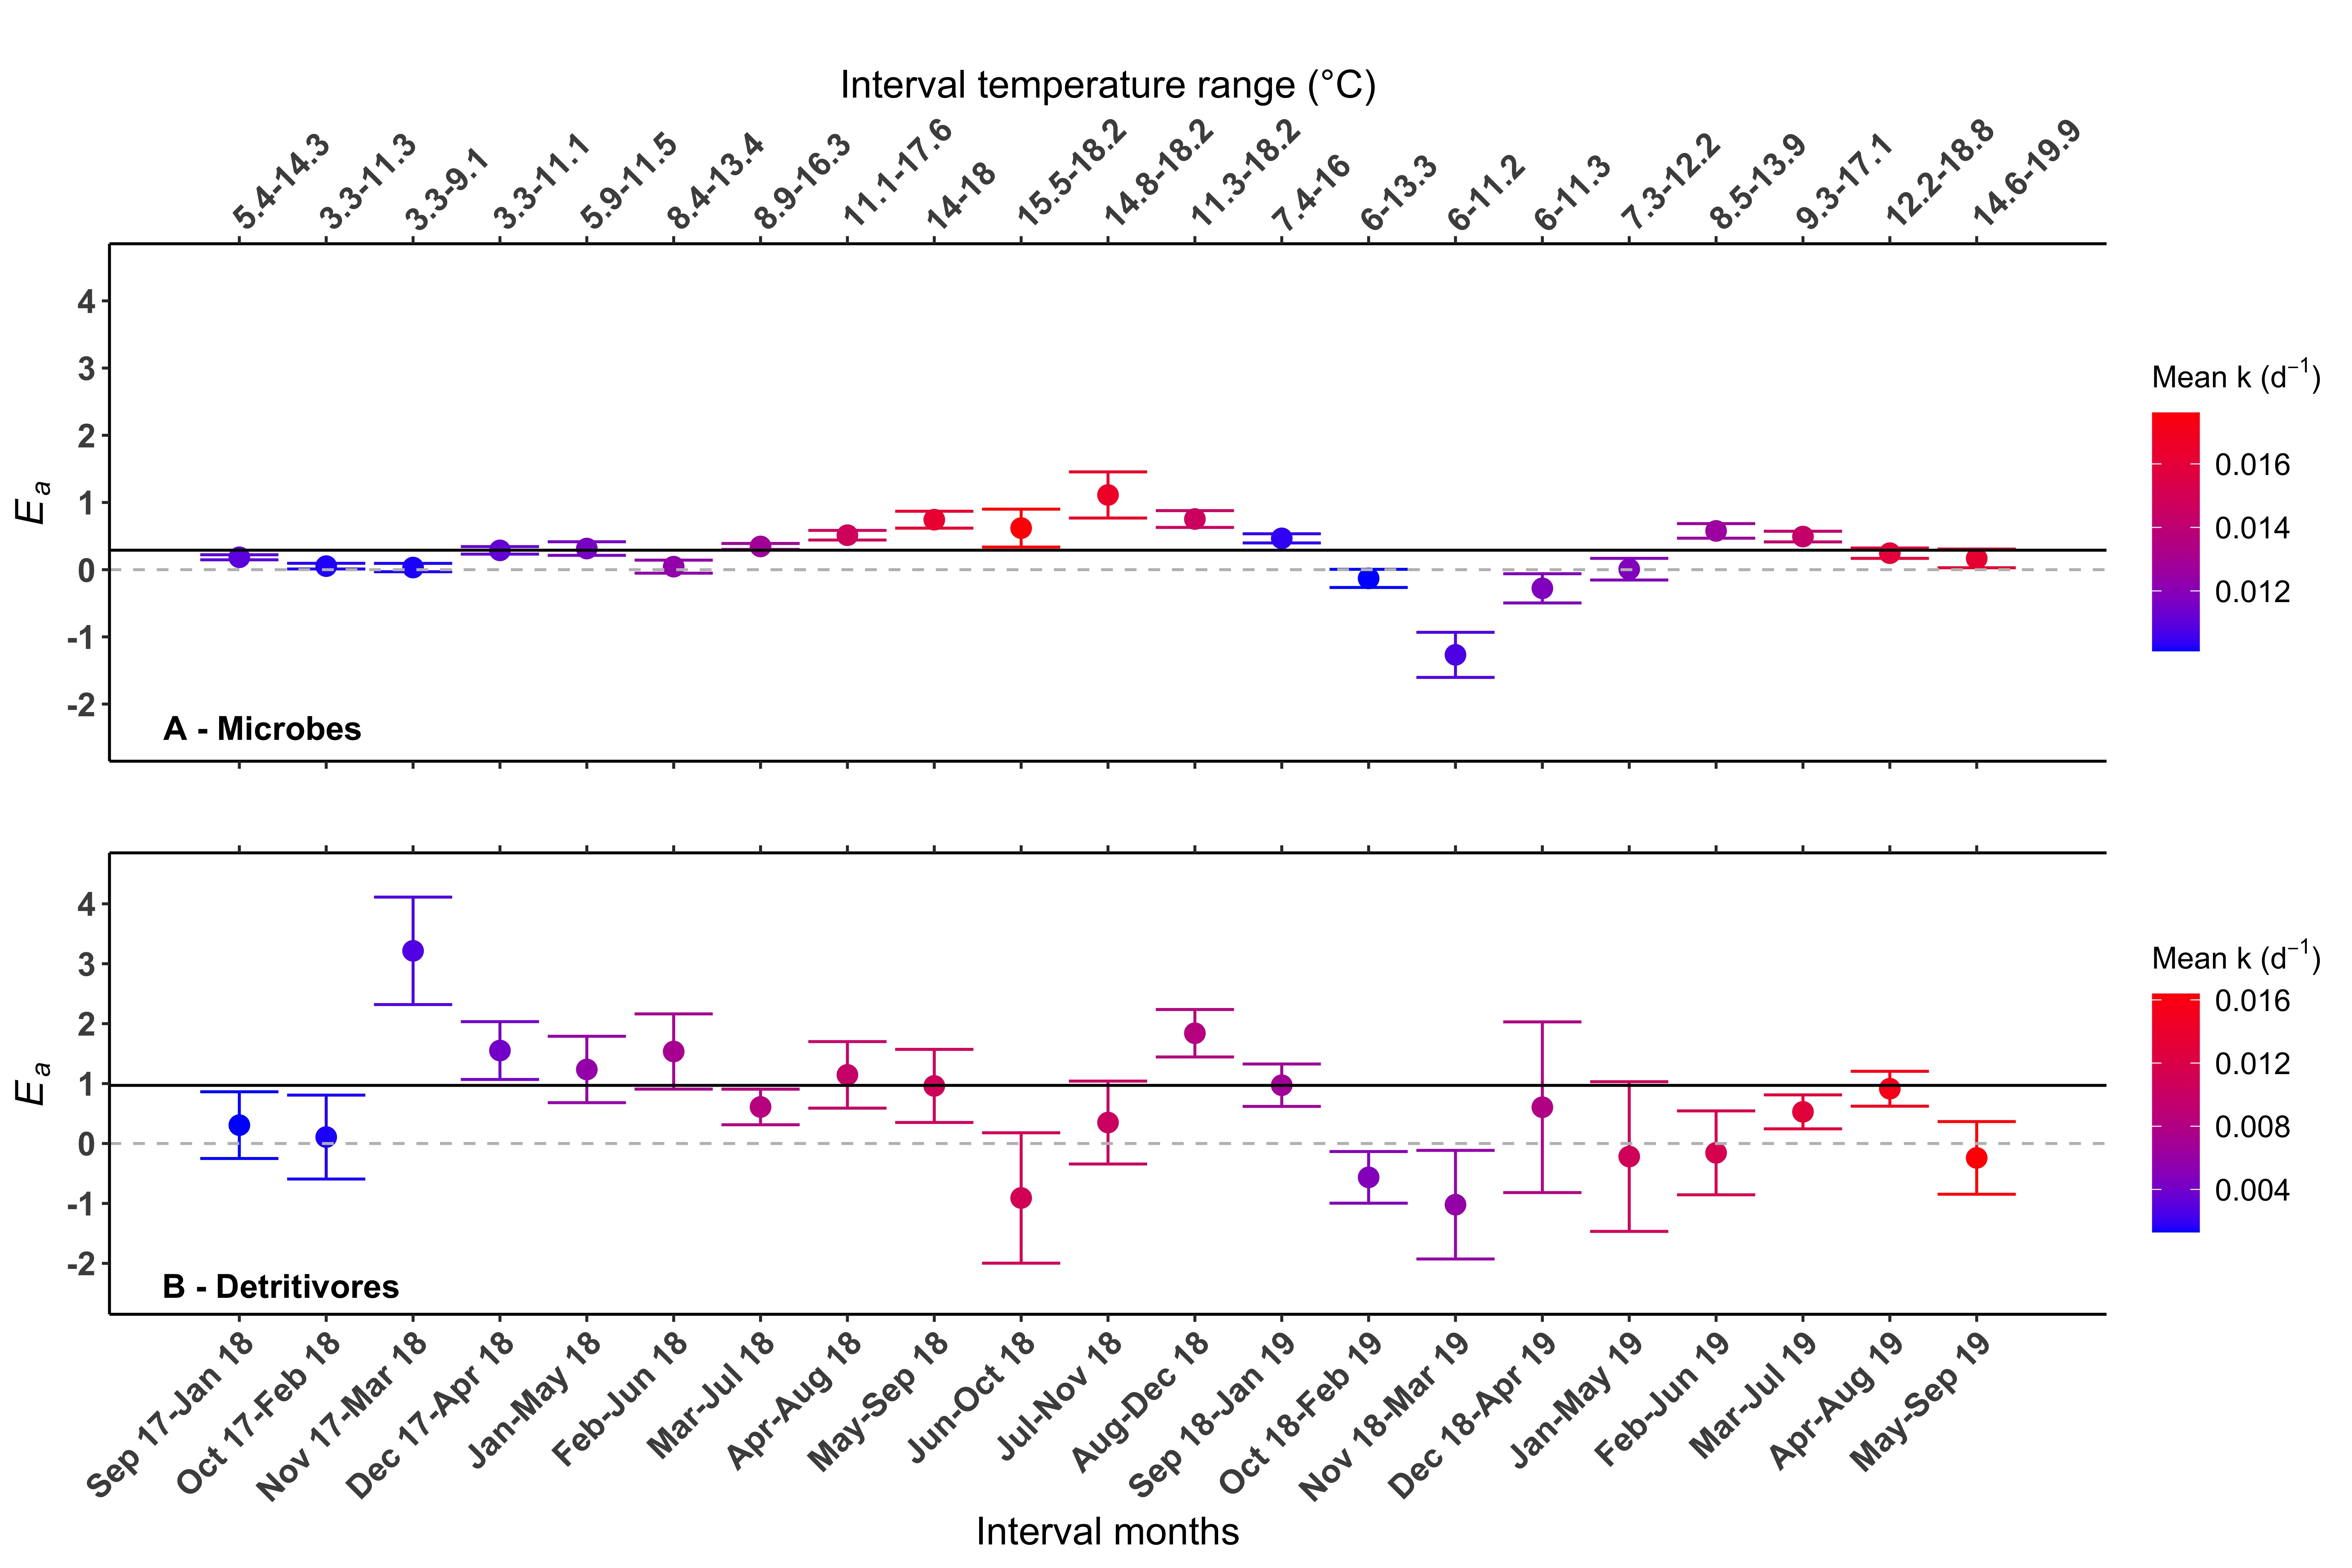 Interval temperature range (°C)
5.4-14.3
3.3-11.3
3.3-9.1
3.3-11.1
5.9-11.5
8.4-13.4
8.9-16.3
11.1-17.6
14-18
15.5-18.2
14.8-18.2
11.3-18.2
7.4-16
6-13.3
6-11.2
6-11.3
7.3-12.2
8.5-13.9
9.3-17.1
12.2-18.8
14.6-19.9
4
3
2
1
0
-1
-2
E a
A - Microbes
Mean k (d−1)
0.016
0.014
0.012
4
3
2
1
0
-1
-2
E a
B - Detritivores
Mean k (d−1)
0.016
0.012
0.008
0.004
Sep 17-Jan 18
Oct 17-Feb 18
Nov 17-Mar 18
Dec 17-Apr 18
Jan-May 18
Feb-Jun 18
Mar-Jul 18
Apr-Aug 18
May-Sep 18
Jun-Oct 18
Jul-Nov 18
Aug-Dec 18
Sep 18-Jan 19
Oct 18-Feb 19
Nov 18-Mar 19
Dec 18-Apr 19
Jan-May 19
Feb-Jun 19
Mar-Jul 19
Apr-Aug 19
May-Sep 19
Interval months